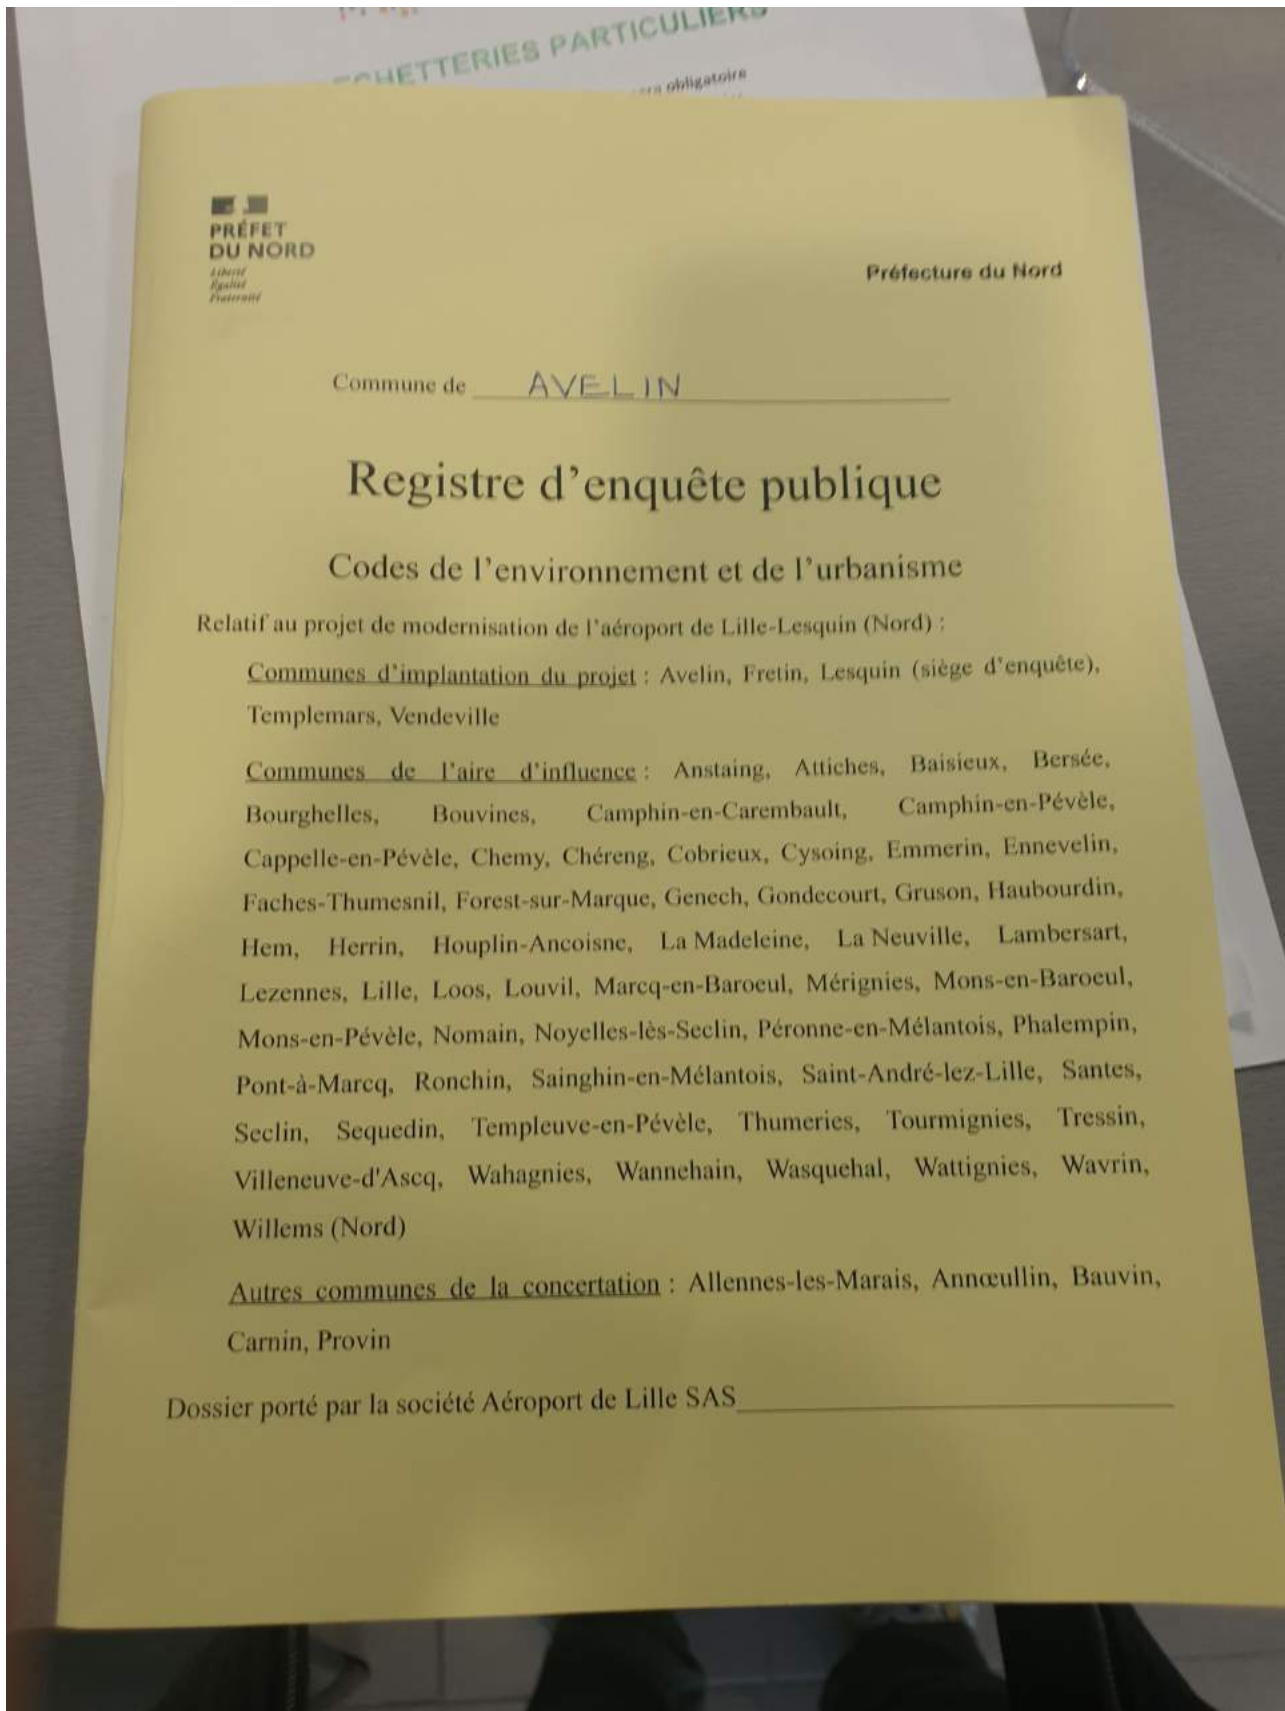 PARTICULIERS
obligatoire
PRÉFET
DU NORD
Liberté
Égalité
Fraternité
Préfecture du Nord
Commune de AVELIN
Registre d'enquête publique
Codes de l'environnement et de l'urbanisme
Relatif au projet de modernisation de l'aéroport de Lille-Lesquin (Nord) :
Communes d'implantation du projet : Avelin, Fretin, Lesquin (siège d'enquête),
Templemars, Vendeville
Communes de l'aire d'influence : Anstaing, Attiches, Baisieux, Bersée,
Bourghelles, Bouvines, Camphin-en-Carembault, Camphin-en-Pévèle,
Cappelle-en-Pévèle, Chemy, Chéreng, Cobrieux, Cysoing, Emmerin, Ennevelin,
Faches-Thumesnil, Forest-sur-Marque, Genech, Gondecourt, Gruson, Haubourdin,
Hem, Herrin, Houplin-Ancoisne, La Madeleine, La Neuville, Lambersart,
Lezennes, Lille, Loos, Louvil, Marcq-en-Baroeul, Mérignies, Mons-en-Baroeul,
Mons-en-Pévèle, Nomain, Noyelles-lès-Seclin, Péronne-en-Mélantois, Phalempin,
Pont-à-Marcq, Ronchin, Sainghin-en-Mélantois, Saint-André-lez-Lille, Santes,
Seclin, Sequedin, Templeuve-en-Pévèle, Thumeries, Tourmignies, Tressin,
Villeneuve-d'Ascq, Wahagnies, Wannehain, Wasquehal, Wattignies, Wavrin,
Willems (Nord)
Autres communes de la concertation : Allennes-les-Marais, Annœullin, Bauvin,
Carnin, Provin
Dossier porté par la société Aéroport de Lille SAS